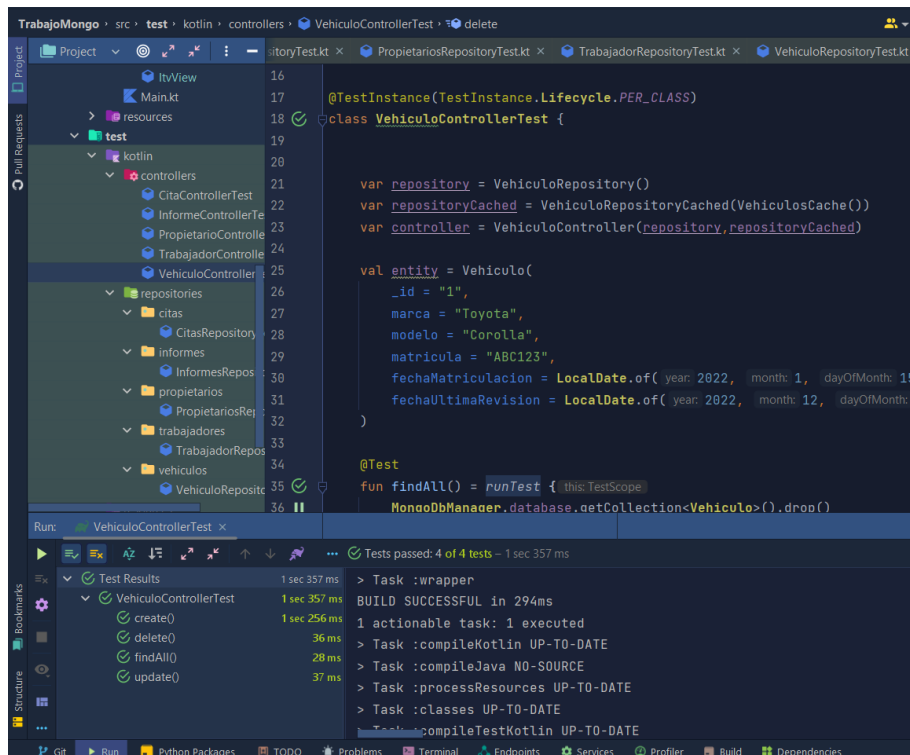 TrabajoMongo › src › test › kotlin › controllers › VehiculoControllerTest › delete
Project
itoryTest.kt × PropietariosRepositoryTest.kt × TrabajadorRepositoryTest.kt × VehiculoRepositoryTest.kt
Project
Pull Requests
Bookmarks
Structure
ItvView
Main.kt
resources
test
kotlin
controllers
CitaControllerTest
InformeControllerTe
PropietarioControlle
TrabajadorControlle
VehiculoController
repositories
citas
CitasRepository
informes
InformesRepos
propietarios
PropietariosRep
trabajadores
TrabajadorRepos
vehiculos
VehiculoReposito
16
17 @TestInstance(TestInstance.Lifecycle.PER_CLASS)
18 class VehiculoControllerTest {
19
20
21 var repository = VehiculoRepository()
22 var repositoryCached = VehiculoRepositoryCached(VehiculosCache())
23 var controller = VehiculoController(repository,repositoryCached)
24
25 val entity = Vehiculo(
26 _id = "1",
27 marca = "Toyota",
28 modelo = "Corolla",
29 matricula = "ABC123",
30 fechaMatriculacion = LocalDate.of( year: 2022, month: 1, dayOfMonth: 15
31 fechaUltimaRevision = LocalDate.of( year: 2022, month: 12, dayOfMonth:
32 )
33
34 @Test
35 fun findAll() = runTest { this: TestScope
36 MongoDbManager.database.getCollection<Vehiculo>().drop()
Run: VehiculoControllerTest ×
Tests passed: 4 of 4 tests – 1 sec 357 ms
Test Results 1 sec 357 ms
VehiculoControllerTest 1 sec 357 ms
create() 1 sec 256 ms
delete() 36 ms
findAll() 28 ms
update() 37 ms
> Task :wrapper
BUILD SUCCESSFUL in 294ms
1 actionable task: 1 executed
> Task :compileKotlin UP-TO-DATE
> Task :compileJava NO-SOURCE
> Task :processResources UP-TO-DATE
> Task :classes UP-TO-DATE
> Task :compileTestKotlin UP-TO-DATE
Git Run Python Packages TODO Problems Terminal Endpoints Services Profiler Build Dependencies